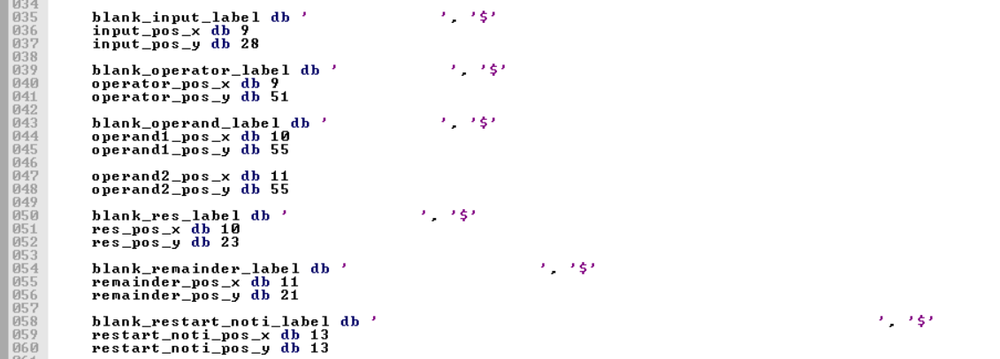 034
035 blank_input_label db '             ', '$'
036 input_pos_x db 9
037 input_pos_y db 28
038
039 blank_operator_label db '           ', '$'
040 operator_pos_x db 9
041 operator_pos_y db 51
042
043 blank_operand_label db '           ', '$'
044 operand1_pos_x db 10
045 operand1_pos_y db 55
046
047 operand2_pos_x db 11
048 operand2_pos_y db 55
049
050 blank_res_label db '             ', '$'
051 res_pos_x db 10
052 res_pos_y db 23
053
054 blank_remainder_label db '                   ', '$'
055 remainder_pos_x db 11
056 remainder_pos_y db 21
057
058 blank_restart_noti_label db '                                                  ', '$'
059 restart_noti_pos_x db 13
060 restart_noti_pos_y db 13
061